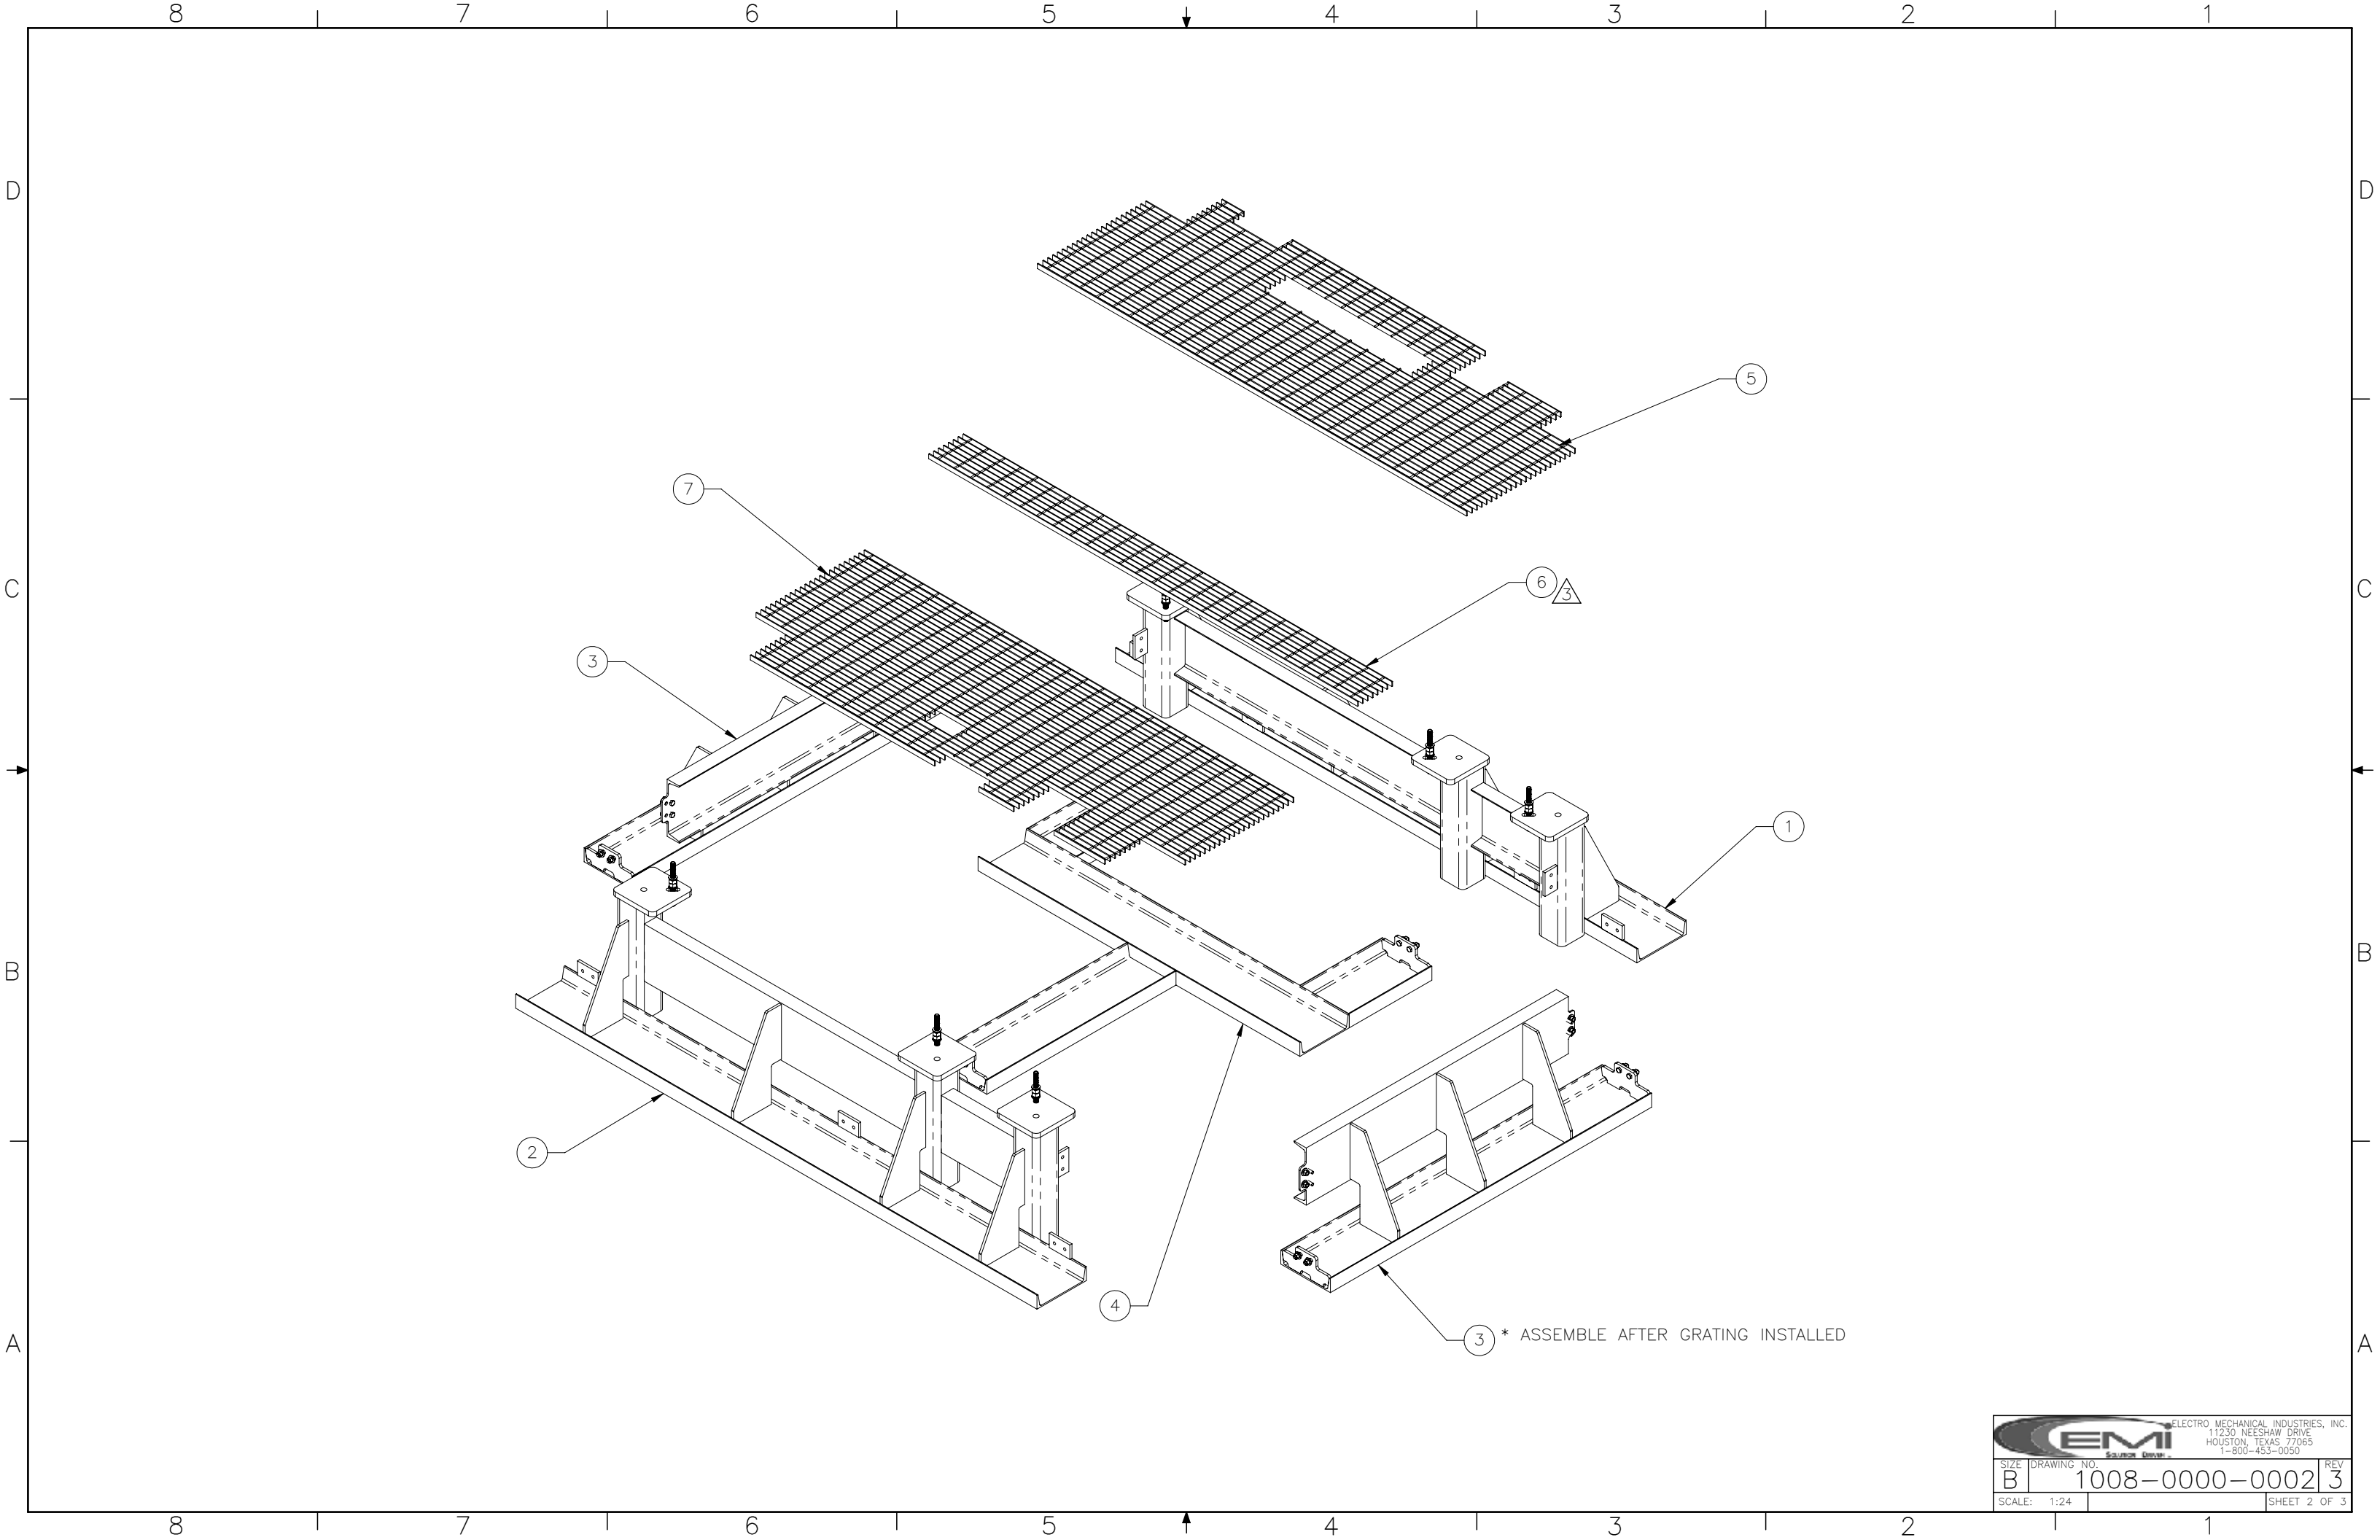 8 7 6 5 4 3 2 1
D D
5
7
6 3
C C
3
1
B B
2
4
3 * ASSEMBLE AFTER GRATING INSTALLED
A A
EMI
SOLUTION DRIVEN
ELECTRO MECHANICAL INDUSTRIES, INC.
11230 NEESHAW DRIVE
HOUSTON, TEXAS 77065
1-800-453-0050
SIZE DRAWING NO. REV
B 1008-0000-0002 3
SCALE: 1:24 SHEET 2 OF 3
8 7 6 5 4 3 2 1